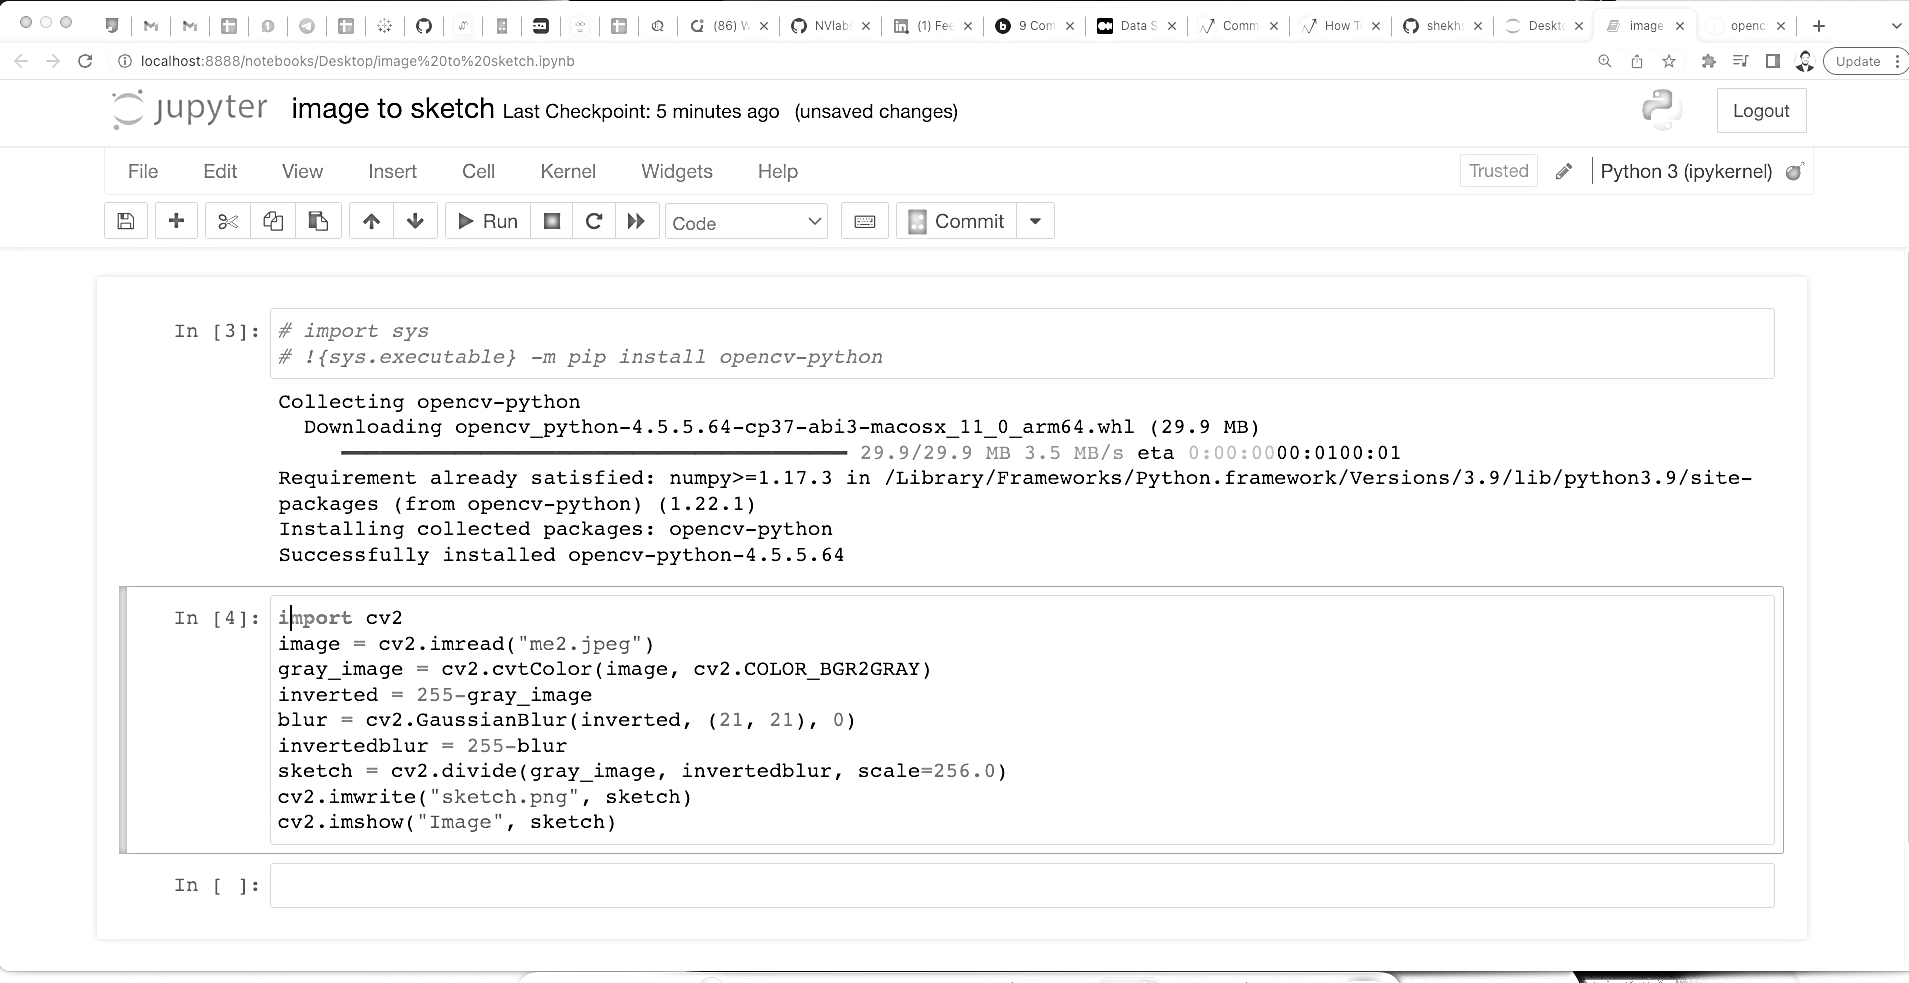 (86) W
NVlab
(1) Fee
9 Com
Data S
Comm
How T
shekh
Deskt
image
openc
localhost:8888/notebooks/Desktop/image%20to%20sketch.ipynb
Update
jupyter image to sketch Last Checkpoint: 5 minutes ago (unsaved changes)
Logout
File Edit View Insert Cell Kernel Widgets Help
Trusted Python 3 (ipykernel)
Run Code Commit
In [3]: # import sys
# !{sys.executable} -m pip install opencv-python
Collecting opencv-python
Downloading opencv_python-4.5.5.64-cp37-abi3-macosx_11_0_arm64.whl (29.9 MB)
29.9/29.9 MB 3.5 MB/s eta 0:00:0000:0100:01
Requirement already satisfied: numpy>=1.17.3 in /Library/Frameworks/Python.framework/Versions/3.9/lib/python3.9/site-
packages (from opencv-python) (1.22.1)
Installing collected packages: opencv-python
Successfully installed opencv-python-4.5.5.64
In [4]: import cv2
image = cv2.imread("me2.jpeg")
gray_image = cv2.cvtColor(image, cv2.COLOR_BGR2GRAY)
inverted = 255-gray_image
blur = cv2.GaussianBlur(inverted, (21, 21), 0)
invertedblur = 255-blur
sketch = cv2.divide(gray_image, invertedblur, scale=256.0)
cv2.imwrite("sketch.png", sketch)
cv2.imshow("Image", sketch)
In [ ]: